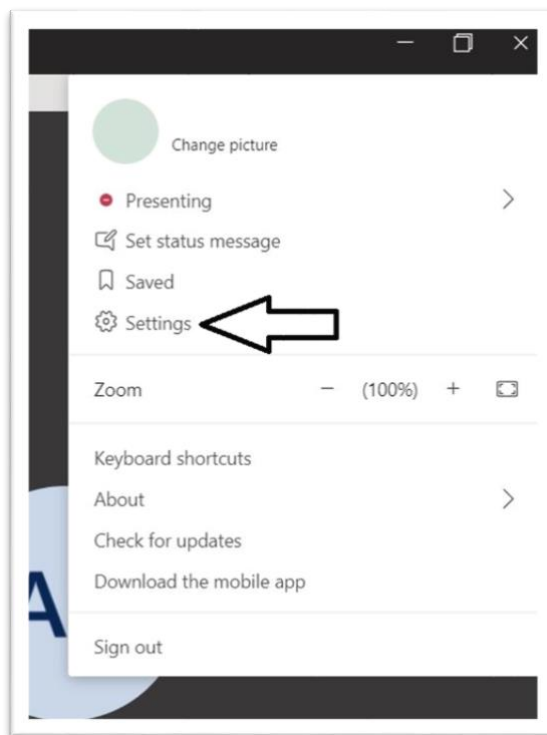 Change picture
Presenting
Set status message
Saved
Settings
Zoom − (100%) +
Keyboard shortcuts
About
Check for updates
Download the mobile app
A
Sign out